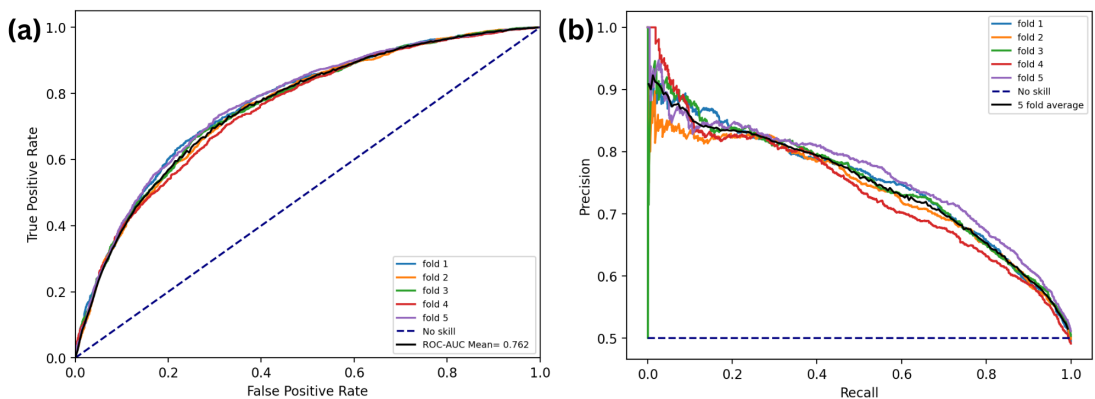 (a)
1.0
0.8
0.6
0.4
0.2
0.0
True Positive Rate
0.0 0.2 0.4 0.6 0.8 1.0
False Positive Rate
fold 1
fold 2
fold 3
fold 4
fold 5
No skill
ROC-AUC Mean= 0.762
(b)
1.0
0.9
0.8
0.7
0.6
0.5
Precision
0.0 0.2 0.4 0.6 0.8 1.0
Recall
fold 1
fold 2
fold 3
fold 4
fold 5
No skill
5 fold average